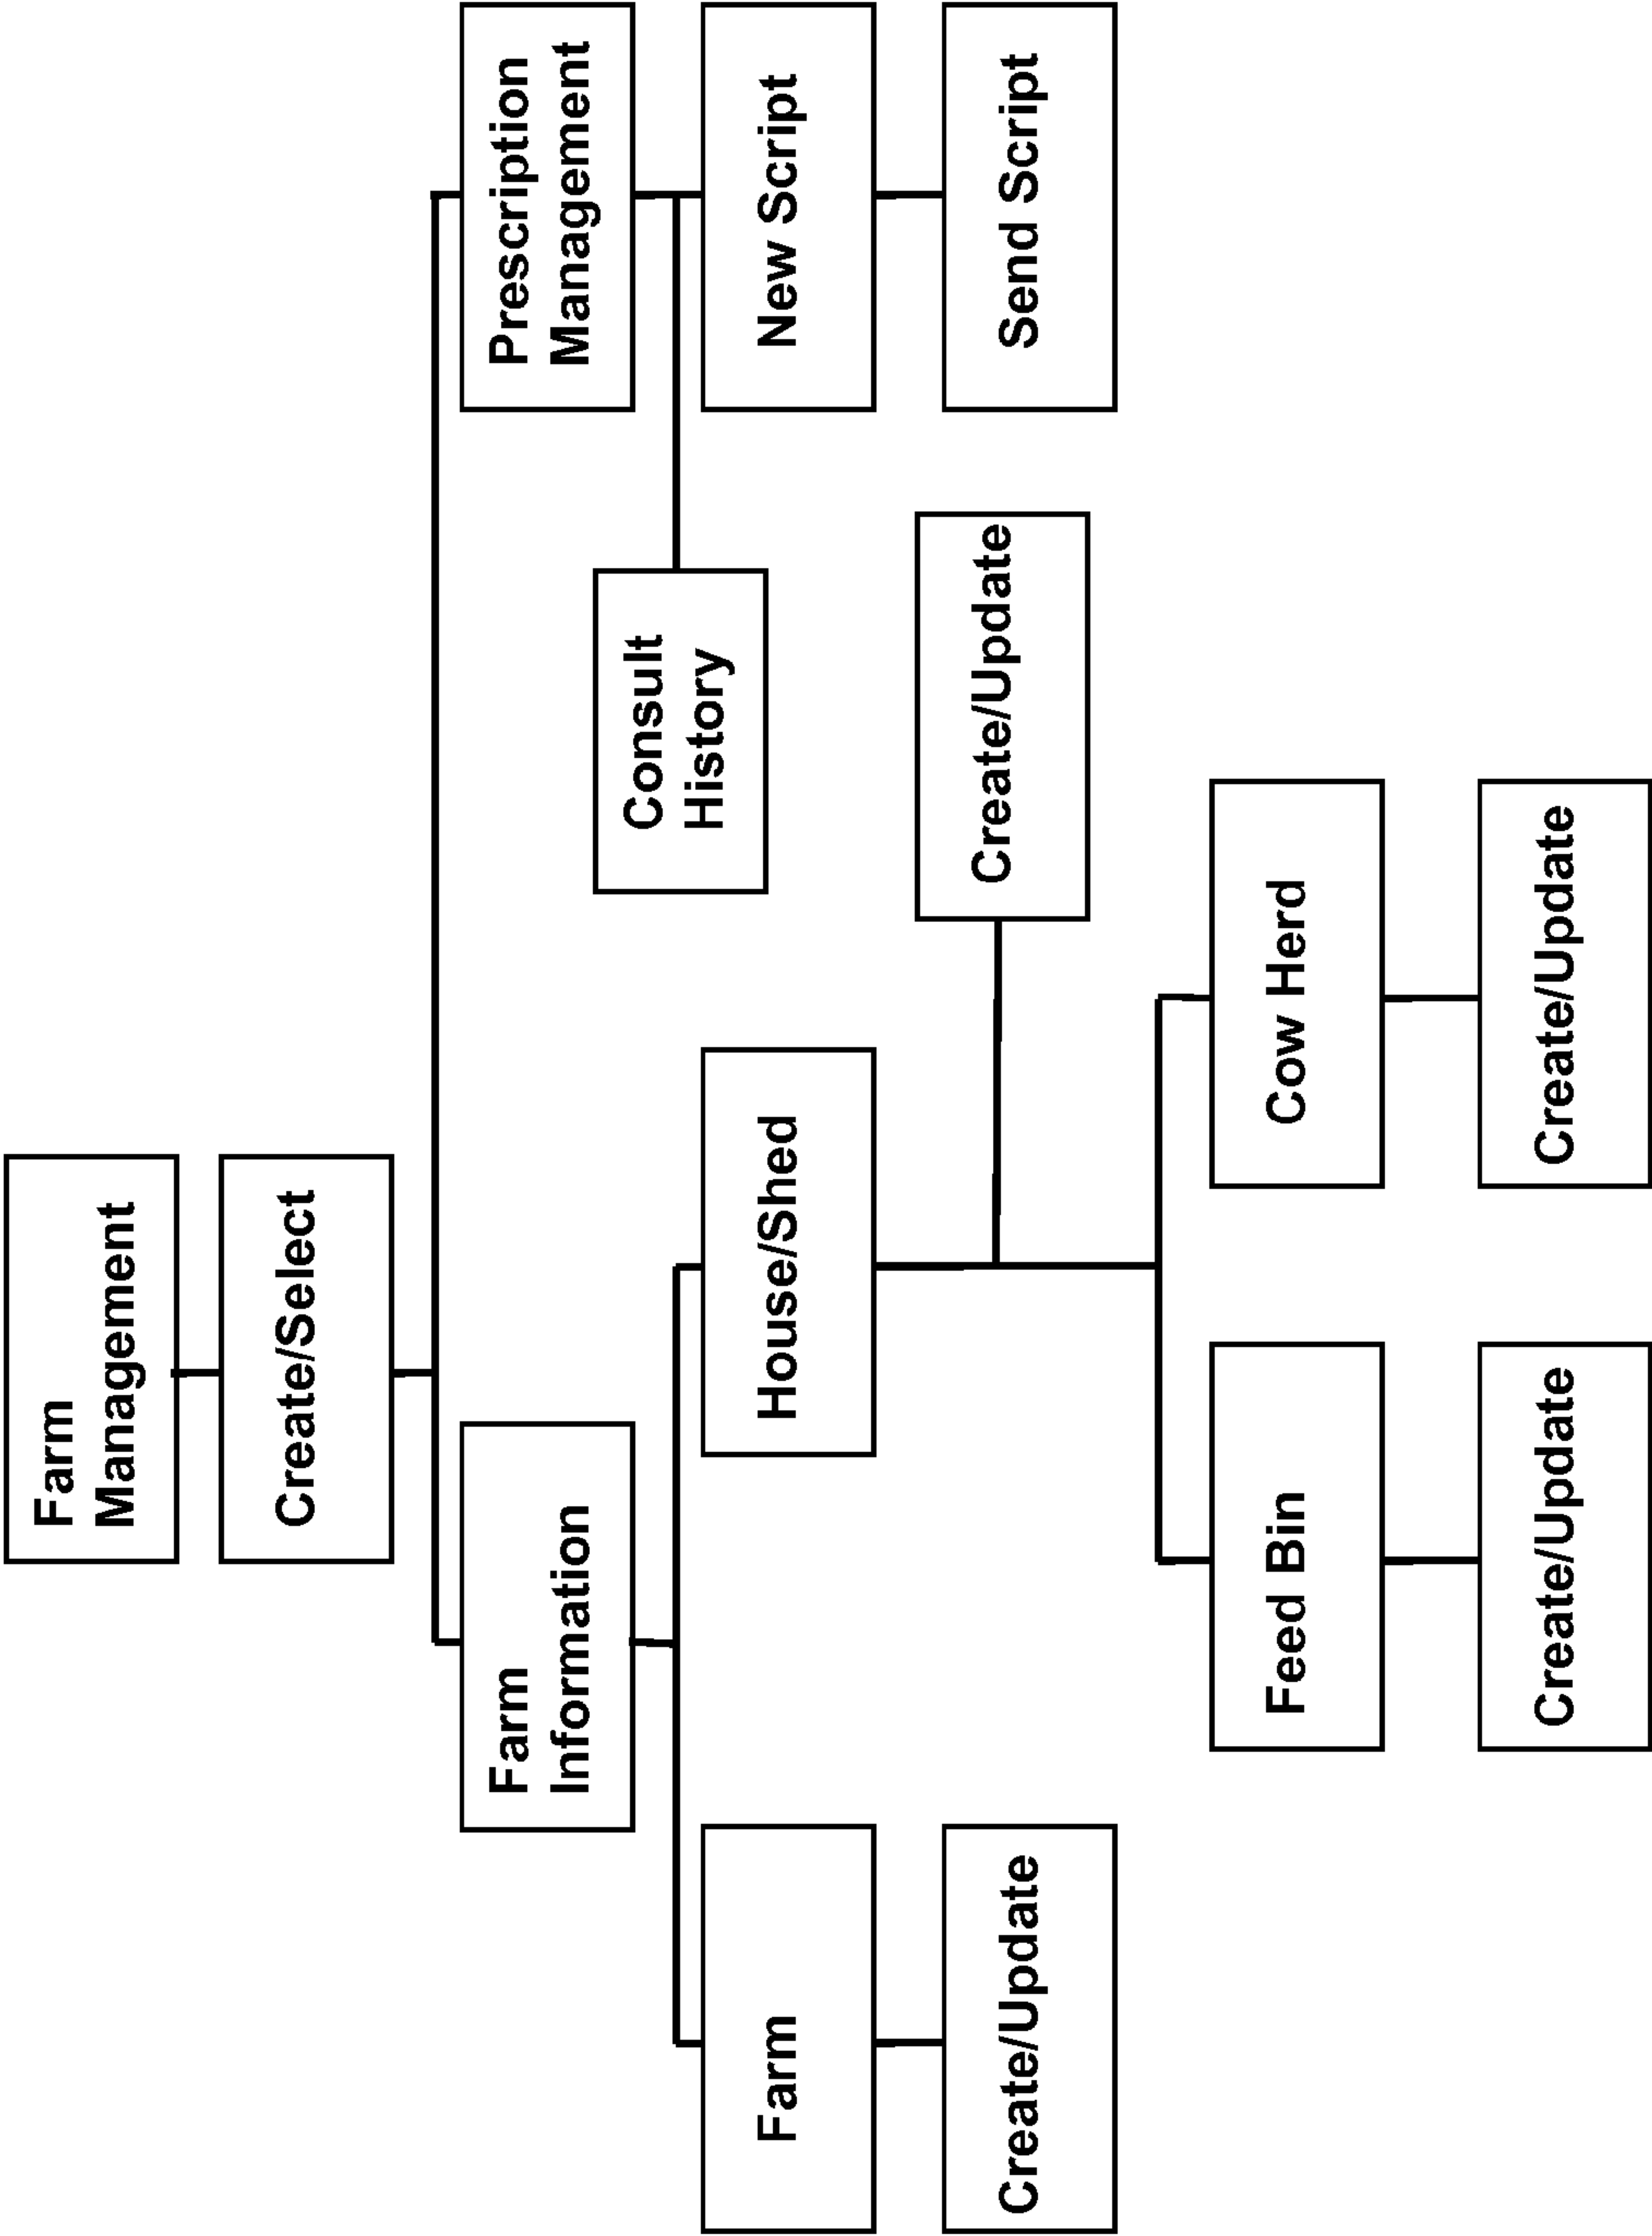 Farm
Management
Create/Select
Farm
Information
Prescription
Management
Farm
House/Shed
Consult
History
New Script
Create/Update
Create/Update
Send Script
Feed Bin
Cow Herd
Create/Update
Create/Update